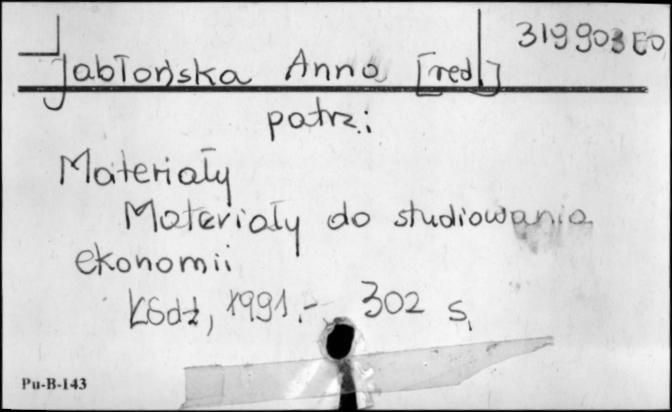 319903 EO
Jabłońska Anna [red.]
patrz:
Materiały
Materiały do studiowania
ekonomii
Łódź, 1991.- 302 s.
Pu-B-143